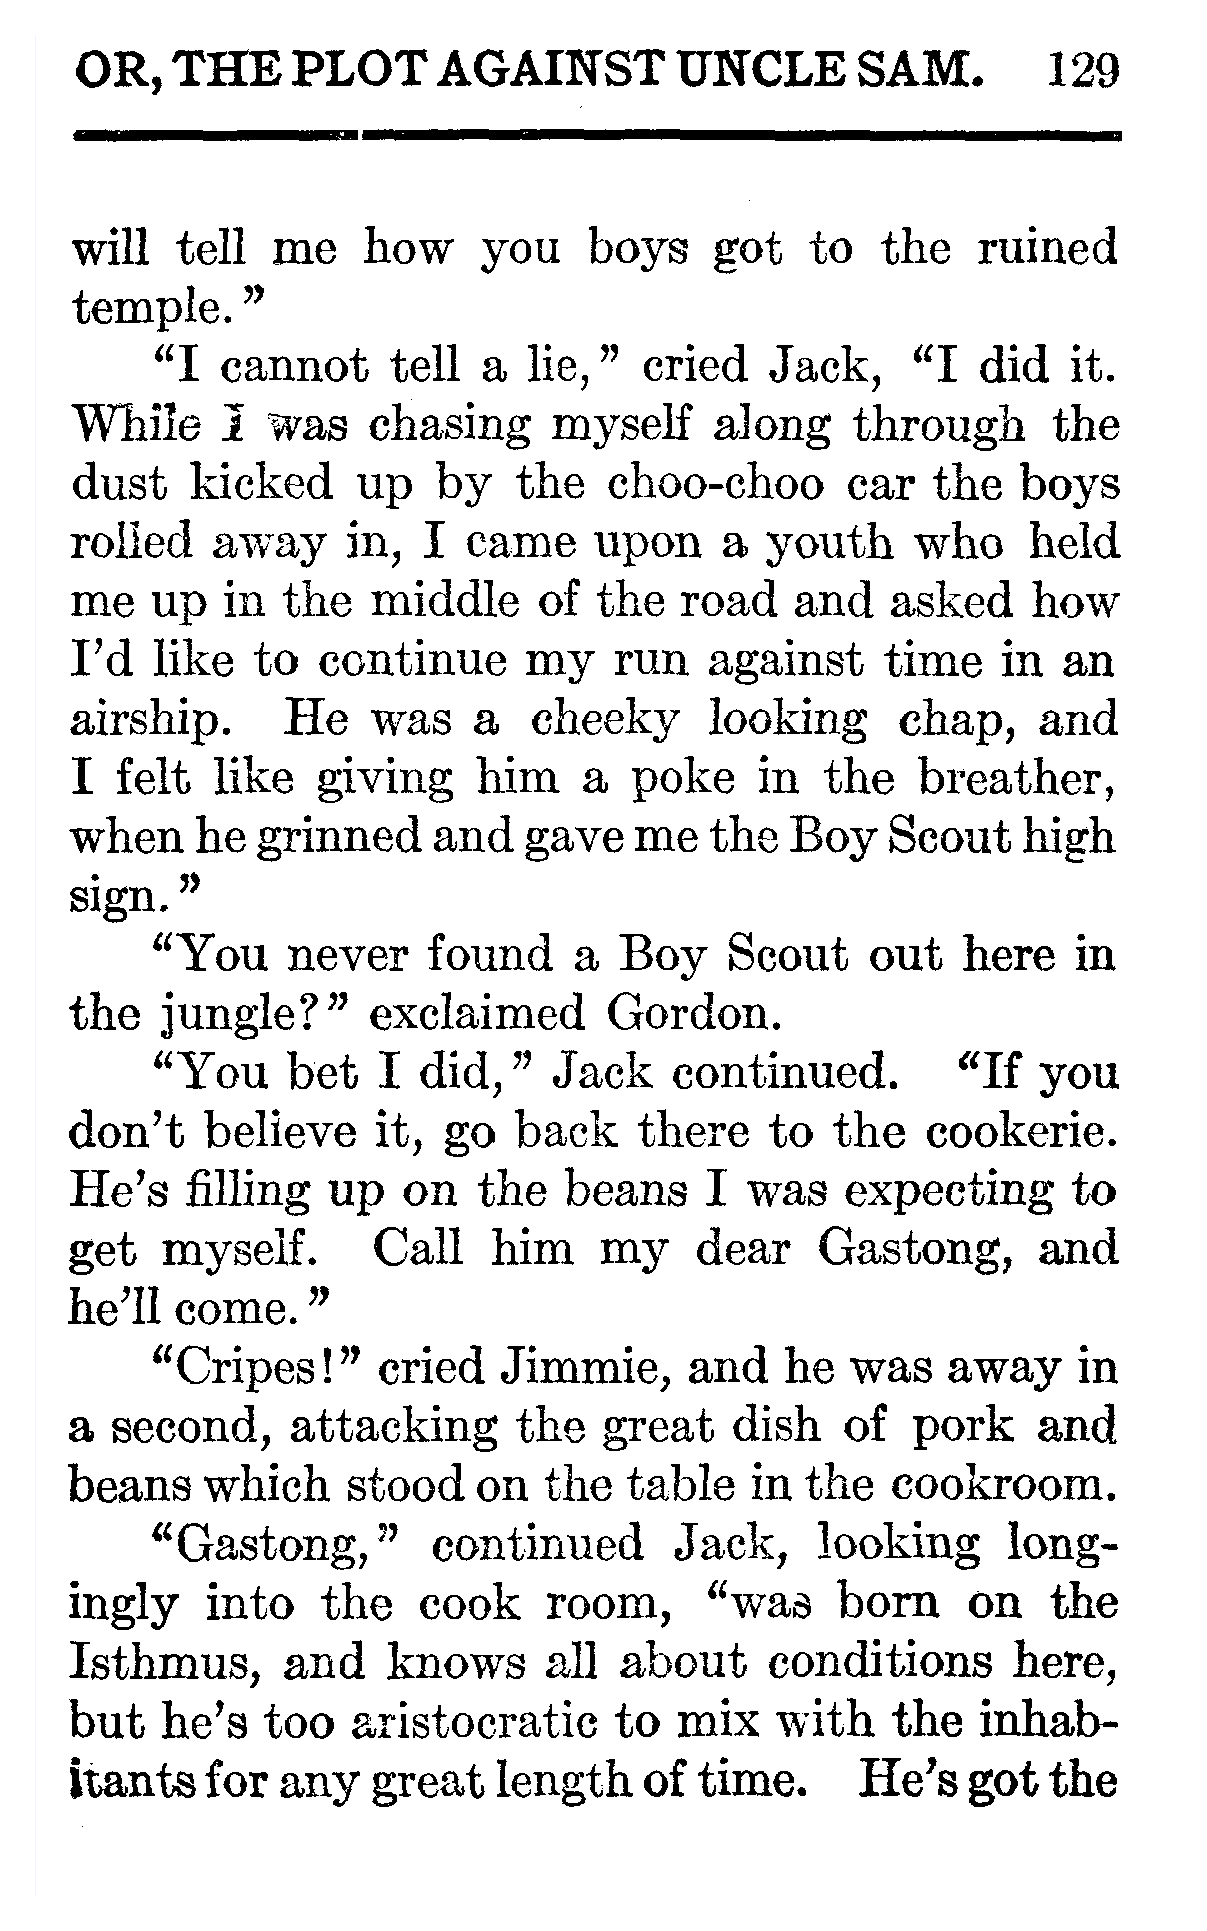 OR, THE PLOT AGAINST UNCLE SAM. 129
will tell me how you boys got to the ruined
temple."
"I cannot tell a lie," cried Jack, "I did it.
While I was chasing myself along through the
dust kicked up by the choo-choo car the boys
rolled away in, I came upon a youth who held
me up in the middle of the road and asked how
I'd like to continue my run against time in an
airship. He was a cheeky looking chap, and
I felt like giving him a poke in the breather,
when he grinned and gave me the Boy Scout high
sign."
"You never found a Boy Scout out here in
the jungle?" exclaimed Gordon.
"You bet I did," Jack continued. "If you
don't believe it, go back there to the cookerie.
He's filling up on the beans I was expecting to
get myself. Call him my dear Gastong, and
he'll come."
"Cripes!" cried Jimmie, and he was away in
a second, attacking the great dish of pork and
beans which stood on the table in the cookroom.
"Gastong," continued Jack, looking long-
ingly into the cook room, "was born on the
Isthmus, and knows all about conditions here,
but he's too aristocratic to mix with the inhab-
itants for any great length of time. He's got the